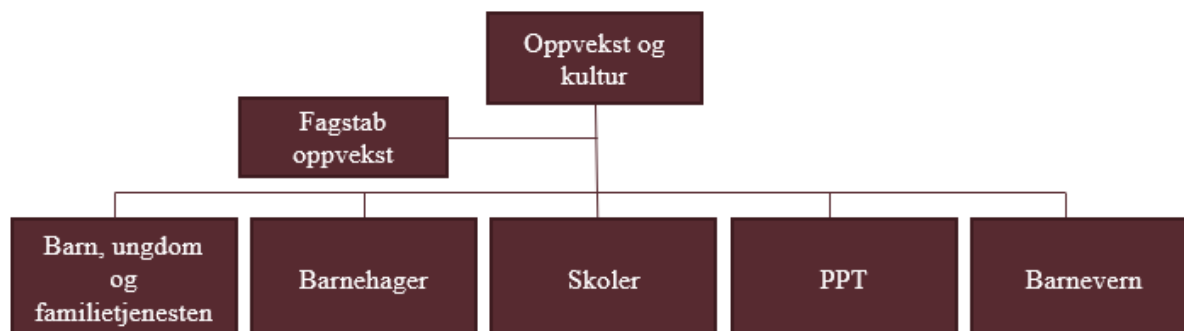 Oppvekst og
kultur
Fagstab
oppvekst
Barn, ungdom
og
familietjenesten
Barnehager
Skoler
PPT
Barnevern